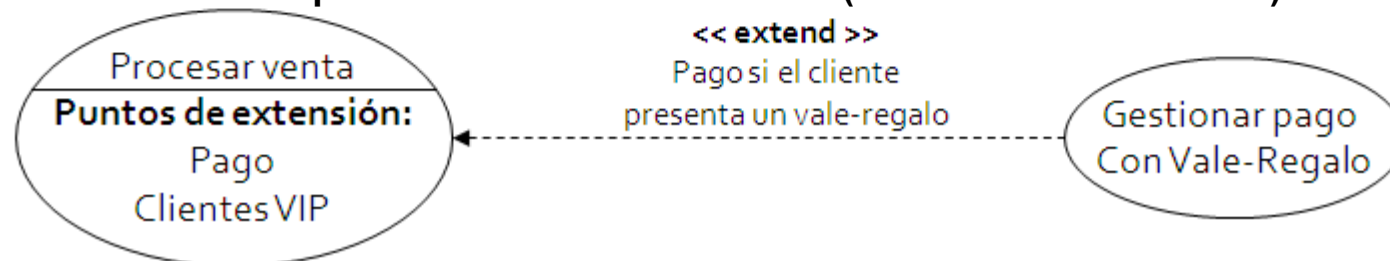 Procesar venta
Puntos de extensión:
Pago
Clientes VIP
<< extend >>
Pago si el cliente
presenta un vale-regalo
Gestionar pago
Con Vale-Regalo